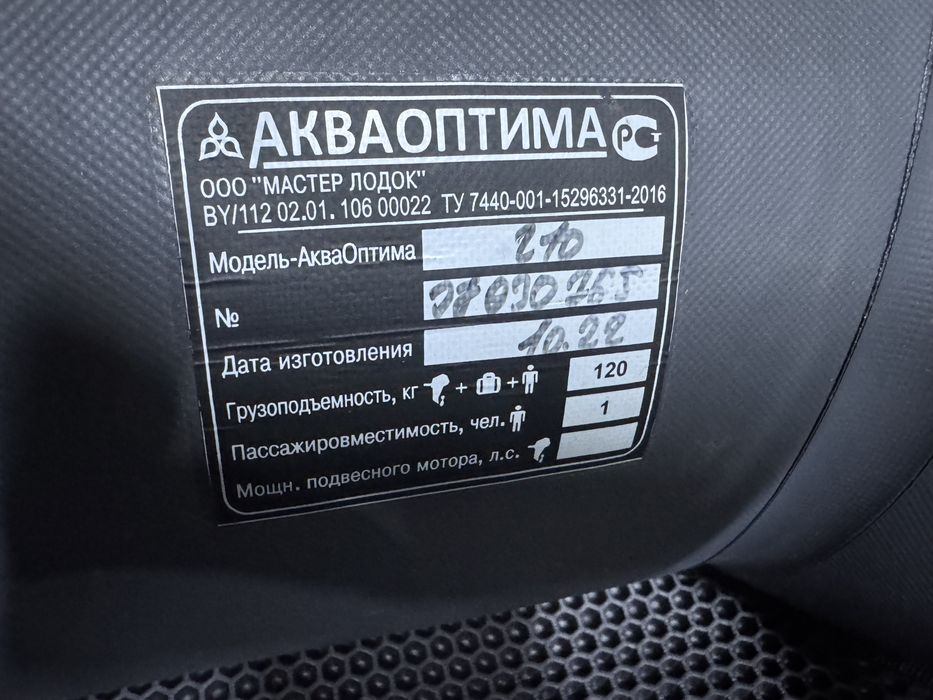 АКВАОПТИМА РСТ
ООО "МАСТЕР ЛОДОК"
BY/112 02.01. 106 00022 ТУ 7440-001-15296331-2016
Модель-АкваОптима 210
№
Дата изготовления 10.22
Грузоподъемность, кг + + 120
Пассажировместимость, чел. 1
Мощн. подвесного мотора, л.с.